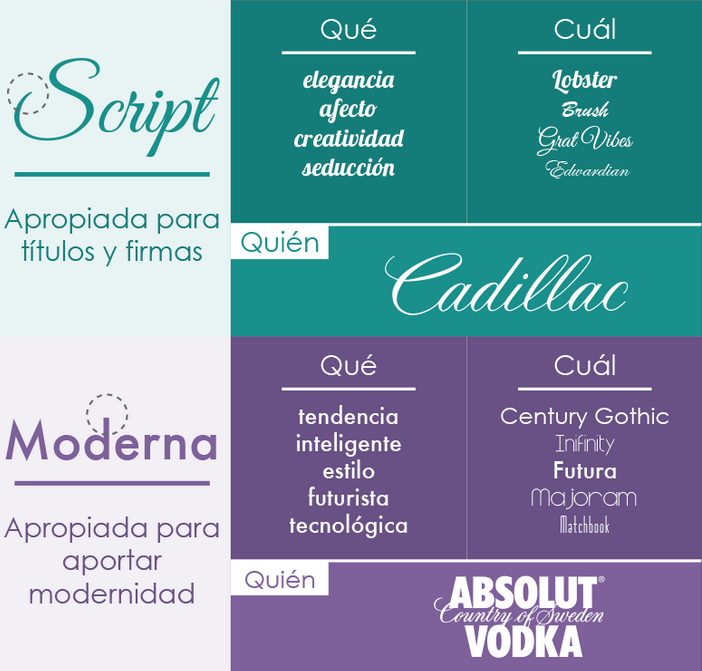 Script
Apropiada para
títulos y firmas
Qué
elegancia
afecto
creatividad
seducción
Cuál
Lobster
Brush
Grat Vibes
Edwardian
Quién
Cadillac
Moderna
Apropiada para
aportar
modernidad
Qué
tendencia
inteligente
estilo
futurista
tecnológica
Cuál
Century Gothic
Inifinity
Futura
Majoram
Matchbook
Quién
ABSOLUT®
Country of Sweden
VODKA